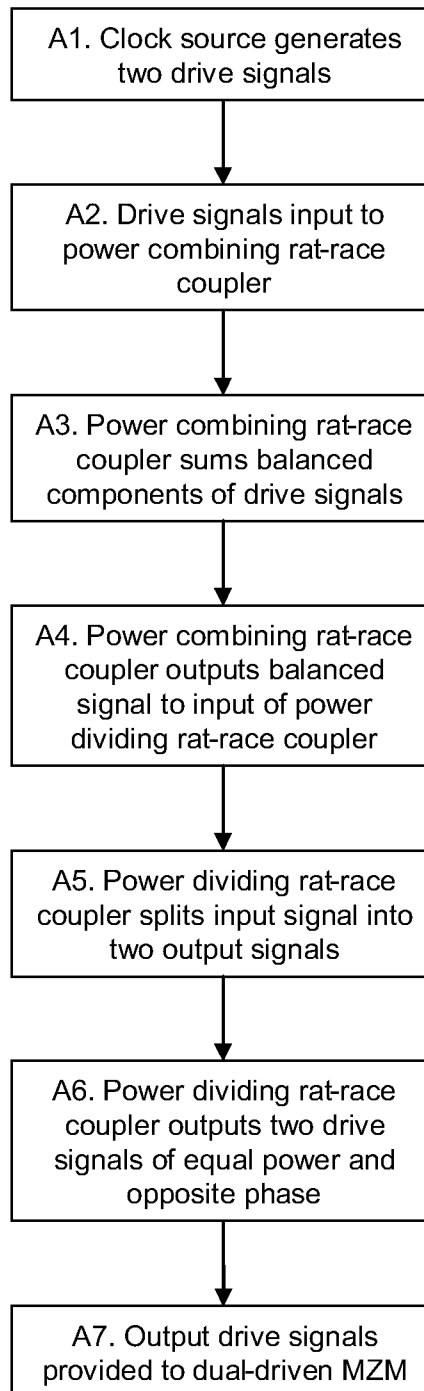 A1. Clock source generates
two drive signals
A2. Drive signals input to
power combining rat-race
coupler
A3. Power combining rat-race
coupler sums balanced
components of drive signals
A4. Power combining rat-race
coupler outputs balanced
signal to input of power
dividing rat-race coupler
A5. Power dividing rat-race
coupler splits input signal into
two output signals
A6. Power dividing rat-race
coupler outputs two drive
signals of equal power and
opposite phase
A7. Output drive signals
provided to dual-driven MZM